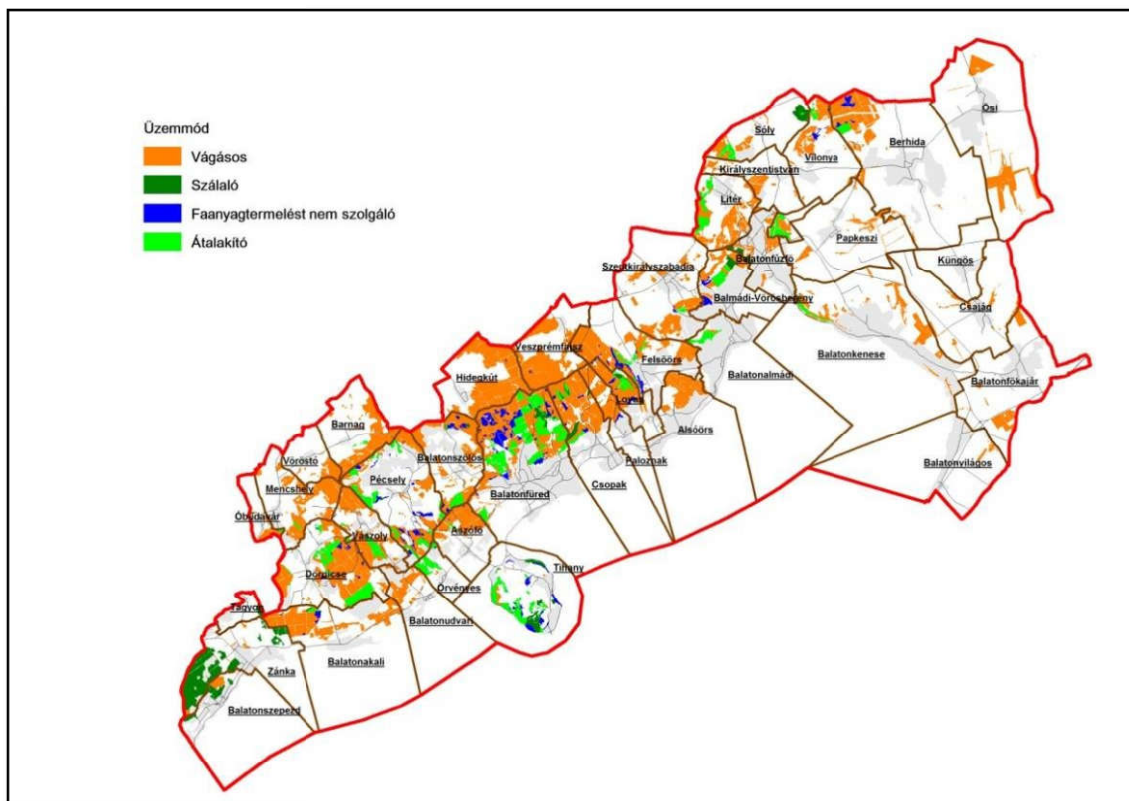 Üzemmód
Vágásos
Szálaló
Faanyagtermelést nem szolgáló
Átalakító
Ősi
Sóly
Berhida
Vilonya
Királyszentistván
Litér
Papkeszi
Balatonfűzfő
Küngös
Szentkirályszabadja
Balmádi-Vörösberény
Csajág
Veszprémfajsz
Felsőörs
Balatonkenese
Hidegkút
Balatonalmádi
Balatonfőkajár
Lovas
Barnag
Alsóörs
Balatonszőlős
Vöröstó
Paloznak
Balatonvilágos
Pécsely
Mencshely
Csopak
Balatonfüred
Óbudavár
Aszófő
Vászoly
Tihany
Dörgicse
Örvényes
Tagyon
Balatonudvari
Balatonakali
Zánka
Balatonszepezd